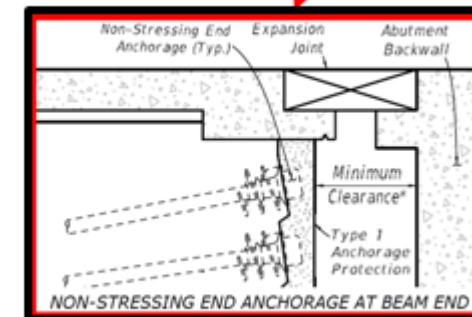 Non-Stressing End
Anchorage (Typ.)
Expansion
Joint
Abutment
Backwall
Minimum
Clearance*
Type 1
Anchorage
Protection
NON-STRESSING END ANCHORAGE AT BEAM END